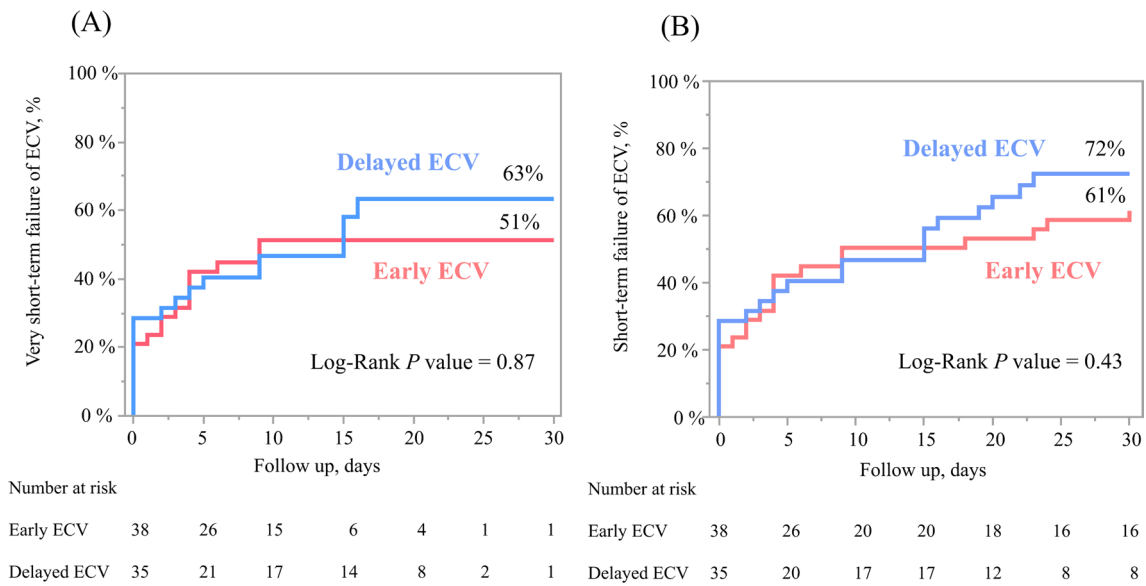 (A)
Very short-term failure of ECV, %
100 %
80 %
60 %
40 %
20 %
0 %
Delayed ECV
63%
51%
Early ECV
Log-Rank P value = 0.87
0 5 10 15 20 25 30
Follow up, days
Number at risk
Early ECV 38 26 15 6 4 1 1
Delayed ECV 35 21 17 14 8 2 1
(B)
Short-term failure of ECV, %
100 %
80 %
60 %
40 %
20 %
0 %
Delayed ECV
72%
61%
Early ECV
Log-Rank P value = 0.43
0 5 10 15 20 25 30
Follow up, days
Number at risk
Early ECV 38 26 20 20 18 16 16
Delayed ECV 35 20 17 17 12 8 8